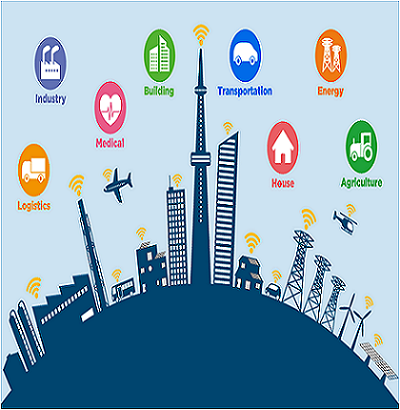 Industry
Building
Transportation
Energy
Medical
House
Agriculture
Logistics